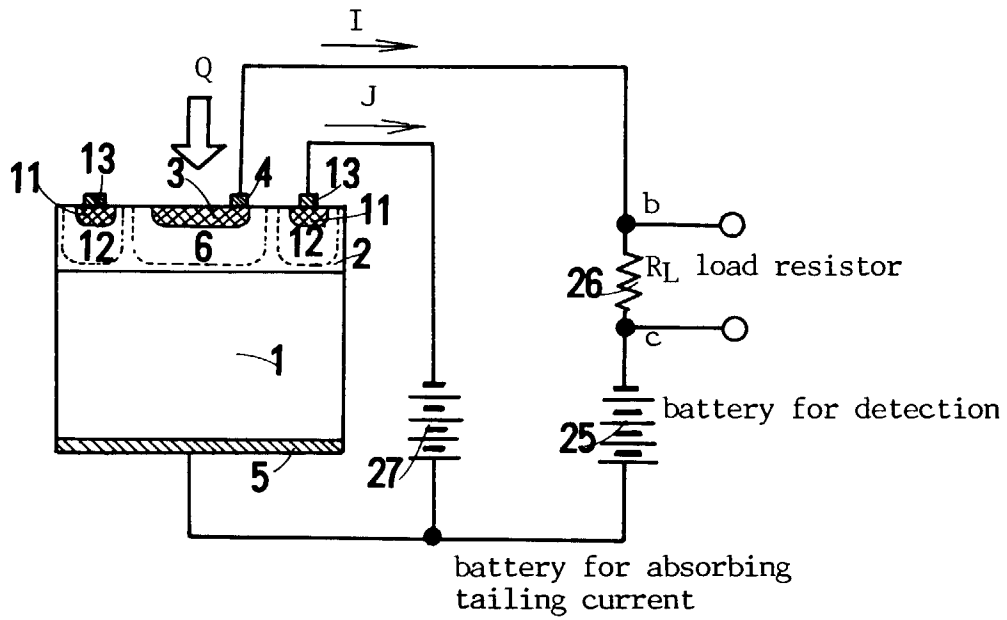 I
Q
J
11 13 3 4 13 11
12 6 12 2
b
26 RL load resistor
c
1
battery for detection
25
5 27
battery for absorbing
tailing current